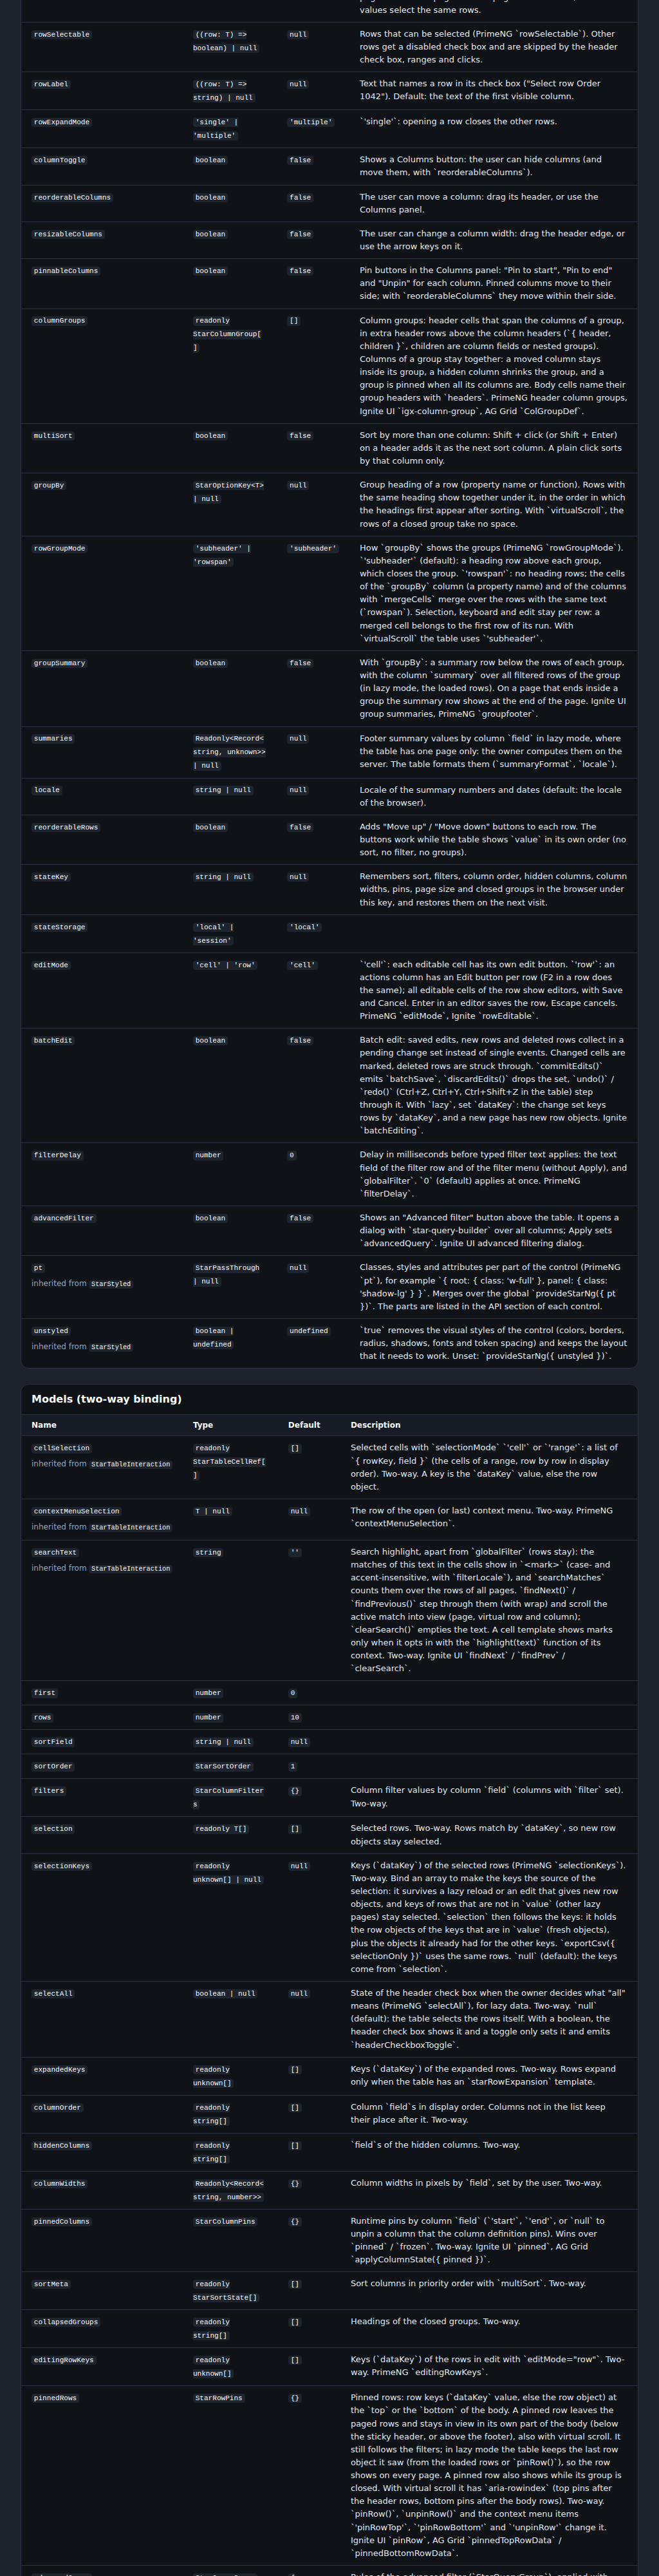 values select the same rows.
rowSelectable
((row: T) =>
boolean) | null
null
Rows that can be selected (PrimeNG `rowSelectable`). Other
rows get a disabled check box and are skipped by the header
check box, ranges and clicks.
rowLabel
((row: T) =>
string) | null
null
Text that names a row in its check box ("Select row Order
1042"). Default: the text of the first visible column.
rowExpandMode
'single' |
'multiple'
'multiple'
`'single'`: opening a row closes the other rows.
columnToggle
boolean
false
Shows a Columns button: the user can hide columns (and
move them, with `reorderableColumns`).
reorderableColumns
boolean
false
The user can move a column: drag its header, or use the
Columns panel.
resizableColumns
boolean
false
The user can change a column width: drag the header edge, or
use the arrow keys on it.
pinnableColumns
boolean
false
Pin buttons in the Columns panel: "Pin to start", "Pin to end"
and "Unpin" for each column. Pinned columns move to their
side; with `reorderableColumns` they move within their side.
columnGroups
readonly
StarColumnGroup[
]
[]
Column groups: header cells that span the columns of a group,
in extra header rows above the column headers (`{ header,
children }`, children are column fields or nested groups).
Columns of a group stay together: a moved column stays
inside its group, a hidden column shrinks the group, and a
group is pinned when all its columns are. Body cells name their
group headers with `headers`. PrimeNG header column groups,
Ignite UI `igx-column-group`, AG Grid `ColGroupDef`.
multiSort
boolean
false
Sort by more than one column: Shift + click (or Shift + Enter)
on a header adds it as the next sort column. A plain click sorts
by that column only.
groupBy
StarOptionKey<T>
| null
null
Group heading of a row (property name or function). Rows with
the same heading show together under it, in the order in which
the headings first appear after sorting. With `virtualScroll`, the
rows of a closed group take no space.
rowGroupMode
'subheader' |
'rowspan'
'subheader'
How `groupBy` shows the groups (PrimeNG `rowGroupMode`).
`'subheader'` (default): a heading row above each group,
which closes the group. `'rowspan'`: no heading rows; the cells
of the `groupBy` column (a property name) and of the columns
with `mergeCells` merge over the rows with the same text
(`rowspan`). Selection, keyboard and edit stay per row: a
merged cell belongs to the first row of its run. With
`virtualScroll` the table uses `'subheader'`.
groupSummary
boolean
false
With `groupBy`: a summary row below the rows of each group,
with the column `summary` over all filtered rows of the group
(in lazy mode, the loaded rows). On a page that ends inside a
group the summary row shows at the end of the page. Ignite UI
group summaries, PrimeNG `groupfooter`.
summaries
Readonly<Record<
string, unknown>>
| null
null
Footer summary values by column `field` in lazy mode, where
the table has one page only: the owner computes them on the
server. The table formats them (`summaryFormat`, `locale`).
locale
string | null
null
Locale of the summary numbers and dates (default: the locale
of the browser).
reorderableRows
boolean
false
Adds "Move up" / "Move down" buttons to each row. The
buttons work while the table shows `value` in its own order (no
sort, no filter, no groups).
stateKey
string | null
null
Remembers sort, filters, column order, hidden columns, column
widths, pins, page size and closed groups in the browser under
this key, and restores them on the next visit.
stateStorage
'local' |
'session'
'local'
editMode
'cell' | 'row'
'cell'
`'cell'`: each editable cell has its own edit button. `'row'`: an
actions column has an Edit button per row (F2 in a row does
the same); all editable cells of the row show editors, with Save
and Cancel. Enter in an editor saves the row, Escape cancels.
PrimeNG `editMode`, Ignite `rowEditable`.
batchEdit
boolean
false
Batch edit: saved edits, new rows and deleted rows collect in a
pending change set instead of single events. Changed cells are
marked, deleted rows are struck through. `commitEdits()`
emits `batchSave`, `discardEdits()` drops the set, `undo()` /
`redo()` (Ctrl+Z, Ctrl+Y, Ctrl+Shift+Z in the table) step
through it. With `lazy`, set `dataKey`: the change set keys
rows by `dataKey`, and a new page has new row objects. Ignite
`batchEditing`.
filterDelay
number
0
Delay in milliseconds before typed filter text applies: the text
field of the filter row and of the filter menu (without Apply), and
`globalFilter`. `0` (default) applies at once. PrimeNG
`filterDelay`.
advancedFilter
boolean
false
Shows an "Advanced filter" button above the table. It opens a
dialog with `star-query-builder` over all columns; Apply sets
`advancedQuery`. Ignite UI advanced filtering dialog.
pt
inherited from StarStyled
StarPassThrough
| null
null
Classes, styles and attributes per part of the control (PrimeNG
`pt`), for example `{ root: { class: 'w-full' }, panel: { class:
'shadow-lg' } }`. Merges over the global `provideStarNg({ pt
})`. The parts are listed in the API section of each control.
unstyled
inherited from StarStyled
boolean |
undefined
undefined
`true` removes the visual styles of the control (colors, borders,
radius, shadows, fonts and token spacing) and keeps the layout
that it needs to work. Unset: `provideStarNg({ unstyled })`.
Models (two-way binding)
Name
Type
Default
Description
cellSelection
inherited from StarTableInteraction
readonly
StarTableCellRef[
]
[]
Selected cells with `selectionMode` `'cell'` or `'range'`: a list of
`{ rowKey, field }` (the cells of a range, row by row in display
order). Two-way. A key is the `dataKey` value, else the row
object.
contextMenuSelection
inherited from StarTableInteraction
T | null
null
The row of the open (or last) context menu. Two-way. PrimeNG
`contextMenuSelection`.
searchText
inherited from StarTableInteraction
string
''
Search highlight, apart from `globalFilter` (rows stay): the
matches of this text in the cells show in `<mark>` (case- and
accent-insensitive, with `filterLocale`), and `searchMatches`
counts them over the rows of all pages. `findNext()` /
`findPrevious()` step through them (with wrap) and scroll the
active match into view (page, virtual row and column);
`clearSearch()` empties the text. A cell template shows marks
only when it opts in with the `highlight(text)` function of its
context. Two-way. Ignite UI `findNext` / `findPrev` /
`clearSearch`.
first
number
0
rows
number
10
sortField
string | null
null
sortOrder
StarSortOrder
1
filters
StarColumnFilter
s
{}
Column filter values by column `field` (columns with `filter` set).
Two-way.
selection
readonly T[]
[]
Selected rows. Two-way. Rows match by `dataKey`, so new row
objects stay selected.
selectionKeys
readonly
unknown[] | null
null
Keys (`dataKey`) of the selected rows (PrimeNG `selectionKeys`).
Two-way. Bind an array to make the keys the source of the
selection: it survives a lazy reload or an edit that gives new row
objects, and keys of rows that are not in `value` (other lazy
pages) stay selected. `selection` then follows the keys: it holds
the row objects of the keys that are in `value` (fresh objects),
plus the objects it already had for the other keys. `exportCsv({
selectionOnly })` uses the same rows. `null` (default): the keys
come from `selection`.
selectAll
boolean | null
null
State of the header check box when the owner decides what "all"
means (PrimeNG `selectAll`), for lazy data. Two-way. `null`
(default): the table selects the rows itself. With a boolean, the
header check box shows it and a toggle only sets it and emits
`headerCheckboxToggle`.
expandedKeys
readonly
unknown[]
[]
Keys (`dataKey`) of the expanded rows. Two-way. Rows expand
only when the table has an `starRowExpansion` template.
columnOrder
readonly
string[]
[]
Column `field`s in display order. Columns not in the list keep
their place after it. Two-way.
hiddenColumns
readonly
string[]
[]
`field`s of the hidden columns. Two-way.
columnWidths
Readonly<Record<
string, number>>
{}
Column widths in pixels by `field`, set by the user. Two-way.
pinnedColumns
StarColumnPins
{}
Runtime pins by column `field` (`'start'`, `'end'`, or `null` to
unpin a column that the column definition pins). Wins over
`pinned` / `frozen`. Two-way. Ignite UI `pinned`, AG Grid
`applyColumnState({ pinned })`.
sortMeta
readonly
StarSortState[]
[]
Sort columns in priority order with `multiSort`. Two-way.
collapsedGroups
readonly
string[]
[]
Headings of the closed groups. Two-way.
editingRowKeys
readonly
unknown[]
[]
Keys (`dataKey`) of the rows in edit with `editMode="row"`. Two-
way. PrimeNG `editingRowKeys`.
pinnedRows
StarRowPins
{}
Pinned rows: row keys (`dataKey` value, else the row object) at
the `top` or the `bottom` of the body. A pinned row leaves the
paged rows and stays in view in its own part of the body (below
the sticky header, or above the footer), also with virtual scroll. It
still follows the filters; in lazy mode the table keeps the last row
object it saw (from the loaded rows or `pinRow()`), so the row
shows on every page. A pinned row also shows while its group is
closed. With virtual scroll it has `aria-rowindex` (top pins after
the header rows, bottom pins after the body rows). Two-way.
`pinRow()`, `unpinRow()` and the context menu items
`'pinRowTop'`, `'pinRowBottom'` and `'unpinRow'` change it.
Ignite UI `pinRow`, AG Grid `pinnedTopRowData` /
`pinnedBottomRowData`.